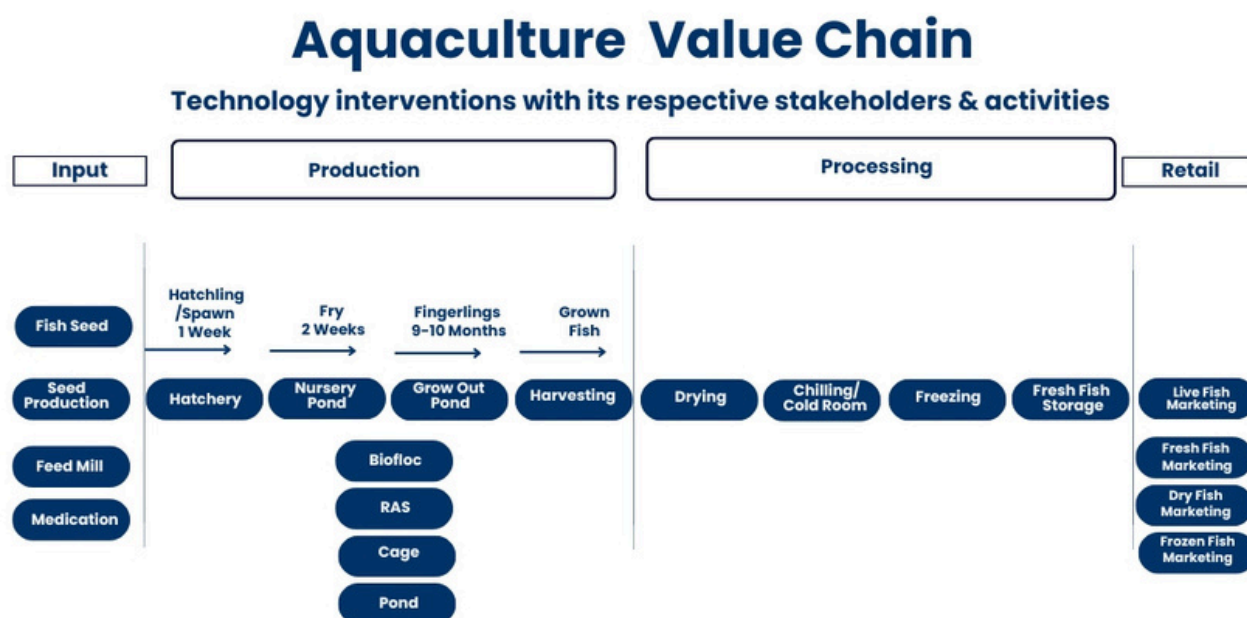 Aquaculture Value Chain
Technology interventions with its respective stakeholders & activities
Input
Production
Processing
Retail
Fish Seed
Seed
Production
Feed Mill
Medication
Hatchling
/Spawn
1 Week
Fry
2 Weeks
Fingerlings
9-10 Months
Grown
Fish
Hatchery
Nursery
Pond
Grow Out
Pond
Harvesting
Biofloc
RAS
Cage
Pond
Drying
Chilling/
Cold Room
Freezing
Fresh Fish
Storage
Live Fish
Marketing
Fresh Fish
Marketing
Dry Fish
Marketing
Frozen Fish
Marketing